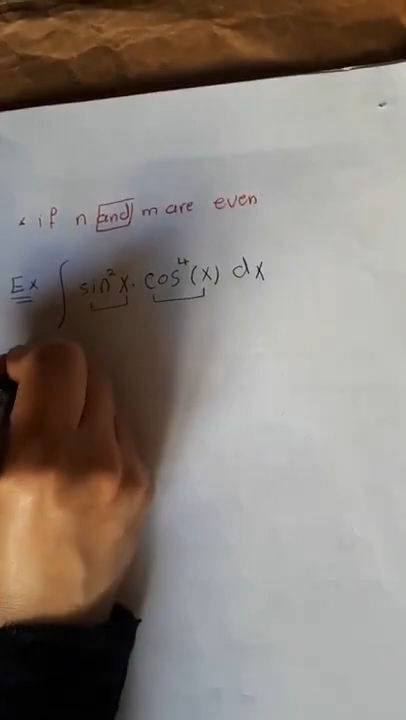 * if n and m are even
Ex ∫ sin²x. cos⁴(x) dx